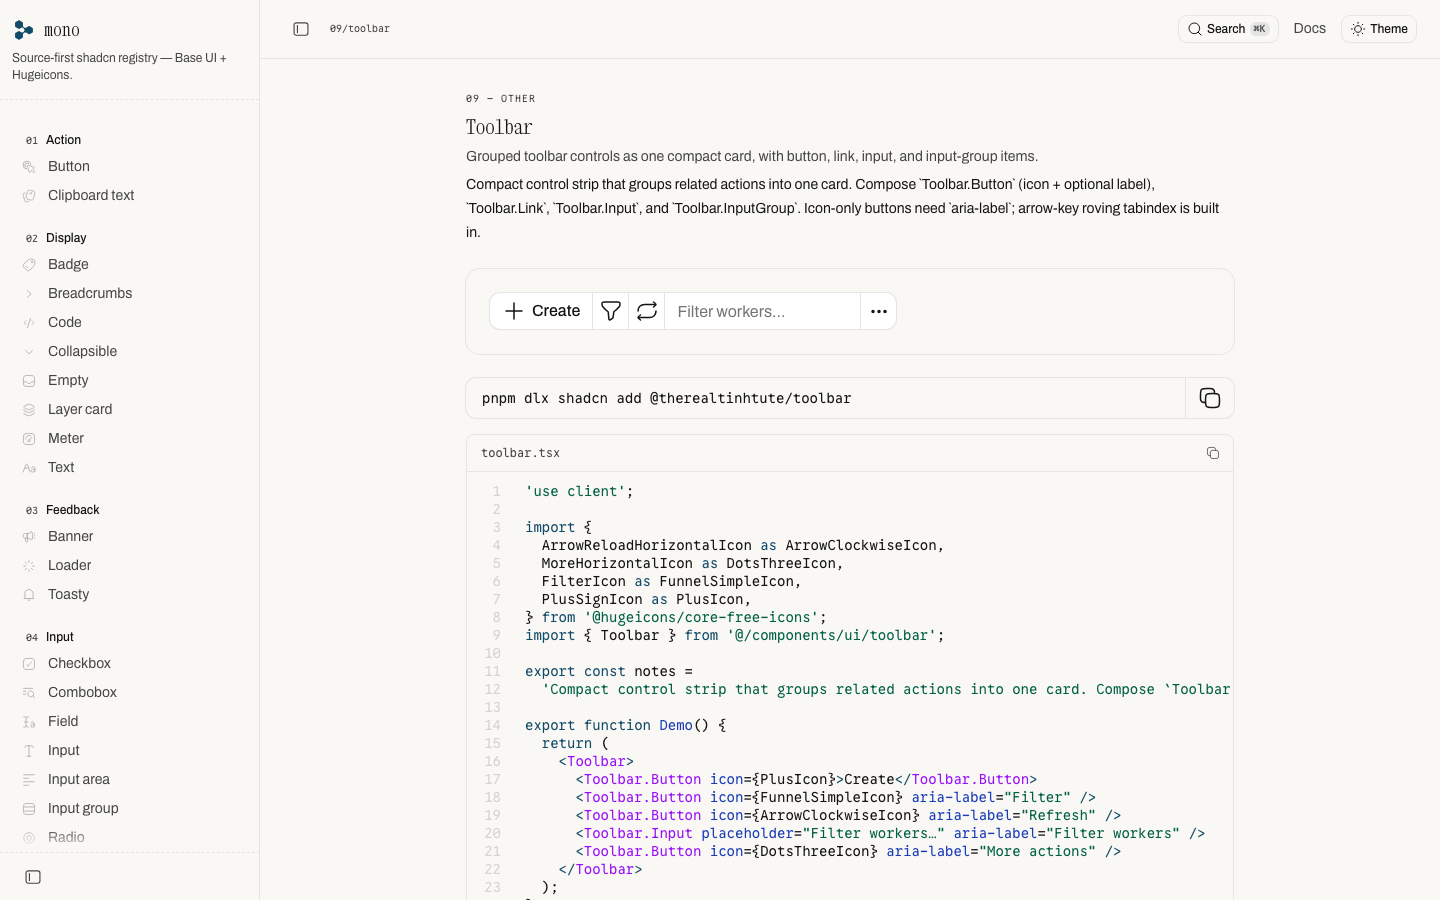 mono
Source-first shadcn registry — Base UI +
Hugeicons.
01 Action
Button
Clipboard text
02 Display
Badge
Breadcrumbs
Code
Collapsible
Empty
Layer card
Meter
Text
03 Feedback
Banner
Loader
Toasty
04 Input
Checkbox
Combobox
Field
Input
Input area
Input group
Radio
09/toolbar
Search ⌘K
Docs
Theme
09 — OTHER
Toolbar
Grouped toolbar controls as one compact card, with button, link, input, and input-group items.
Compact control strip that groups related actions into one card. Compose `Toolbar.Button` (icon + optional label),
`Toolbar.Link`, `Toolbar.Input`, and `Toolbar.InputGroup`. Icon-only buttons need `aria-label`; arrow-key roving tabindex is built
in.
Create
Filter workers...
pnpm dlx shadcn add @therealtinhtute/toolbar
toolbar.tsx
1 'use client';
2
3 import {
4 ArrowReloadHorizontalIcon as ArrowClockwiseIcon,
5 MoreHorizontalIcon as DotsThreeIcon,
6 FilterIcon as FunnelSimpleIcon,
7 PlusSignIcon as PlusIcon,
8 } from '@hugeicons/core-free-icons';
9 import { Toolbar } from '@/components/ui/toolbar';
10
11 export const notes =
12 'Compact control strip that groups related actions into one card. Compose `Toolbar
13
14 export function Demo() {
15 return (
16 <Toolbar>
17 <Toolbar.Button icon={PlusIcon}>Create</Toolbar.Button>
18 <Toolbar.Button icon={FunnelSimpleIcon} aria-label="Filter" />
19 <Toolbar.Button icon={ArrowClockwiseIcon} aria-label="Refresh" />
20 <Toolbar.Input placeholder="Filter workers…" aria-label="Filter workers" />
21 <Toolbar.Button icon={DotsThreeIcon} aria-label="More actions" />
22 </Toolbar>
23 );